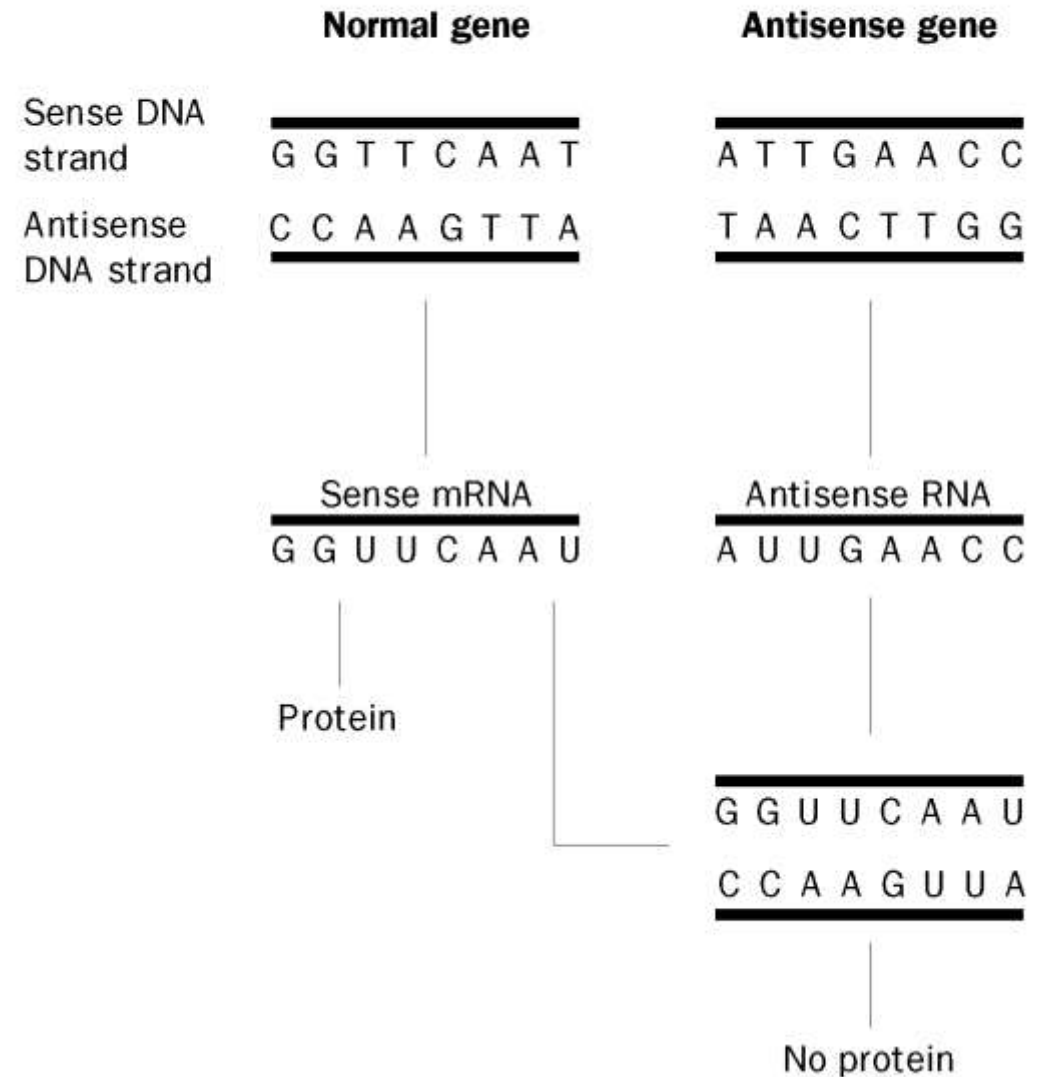 Normal gene
Antisense gene
Sense DNA
strand
G G T T C A A T
A T T G A A C C
Antisense
DNA strand
C C A A G T T A
T A A C T T G G
Sense mRNA
Antisense RNA
G G U U C A A U
A U U G A A C C
Protein
G G U U C A A U
C C A A G U U A
No protein